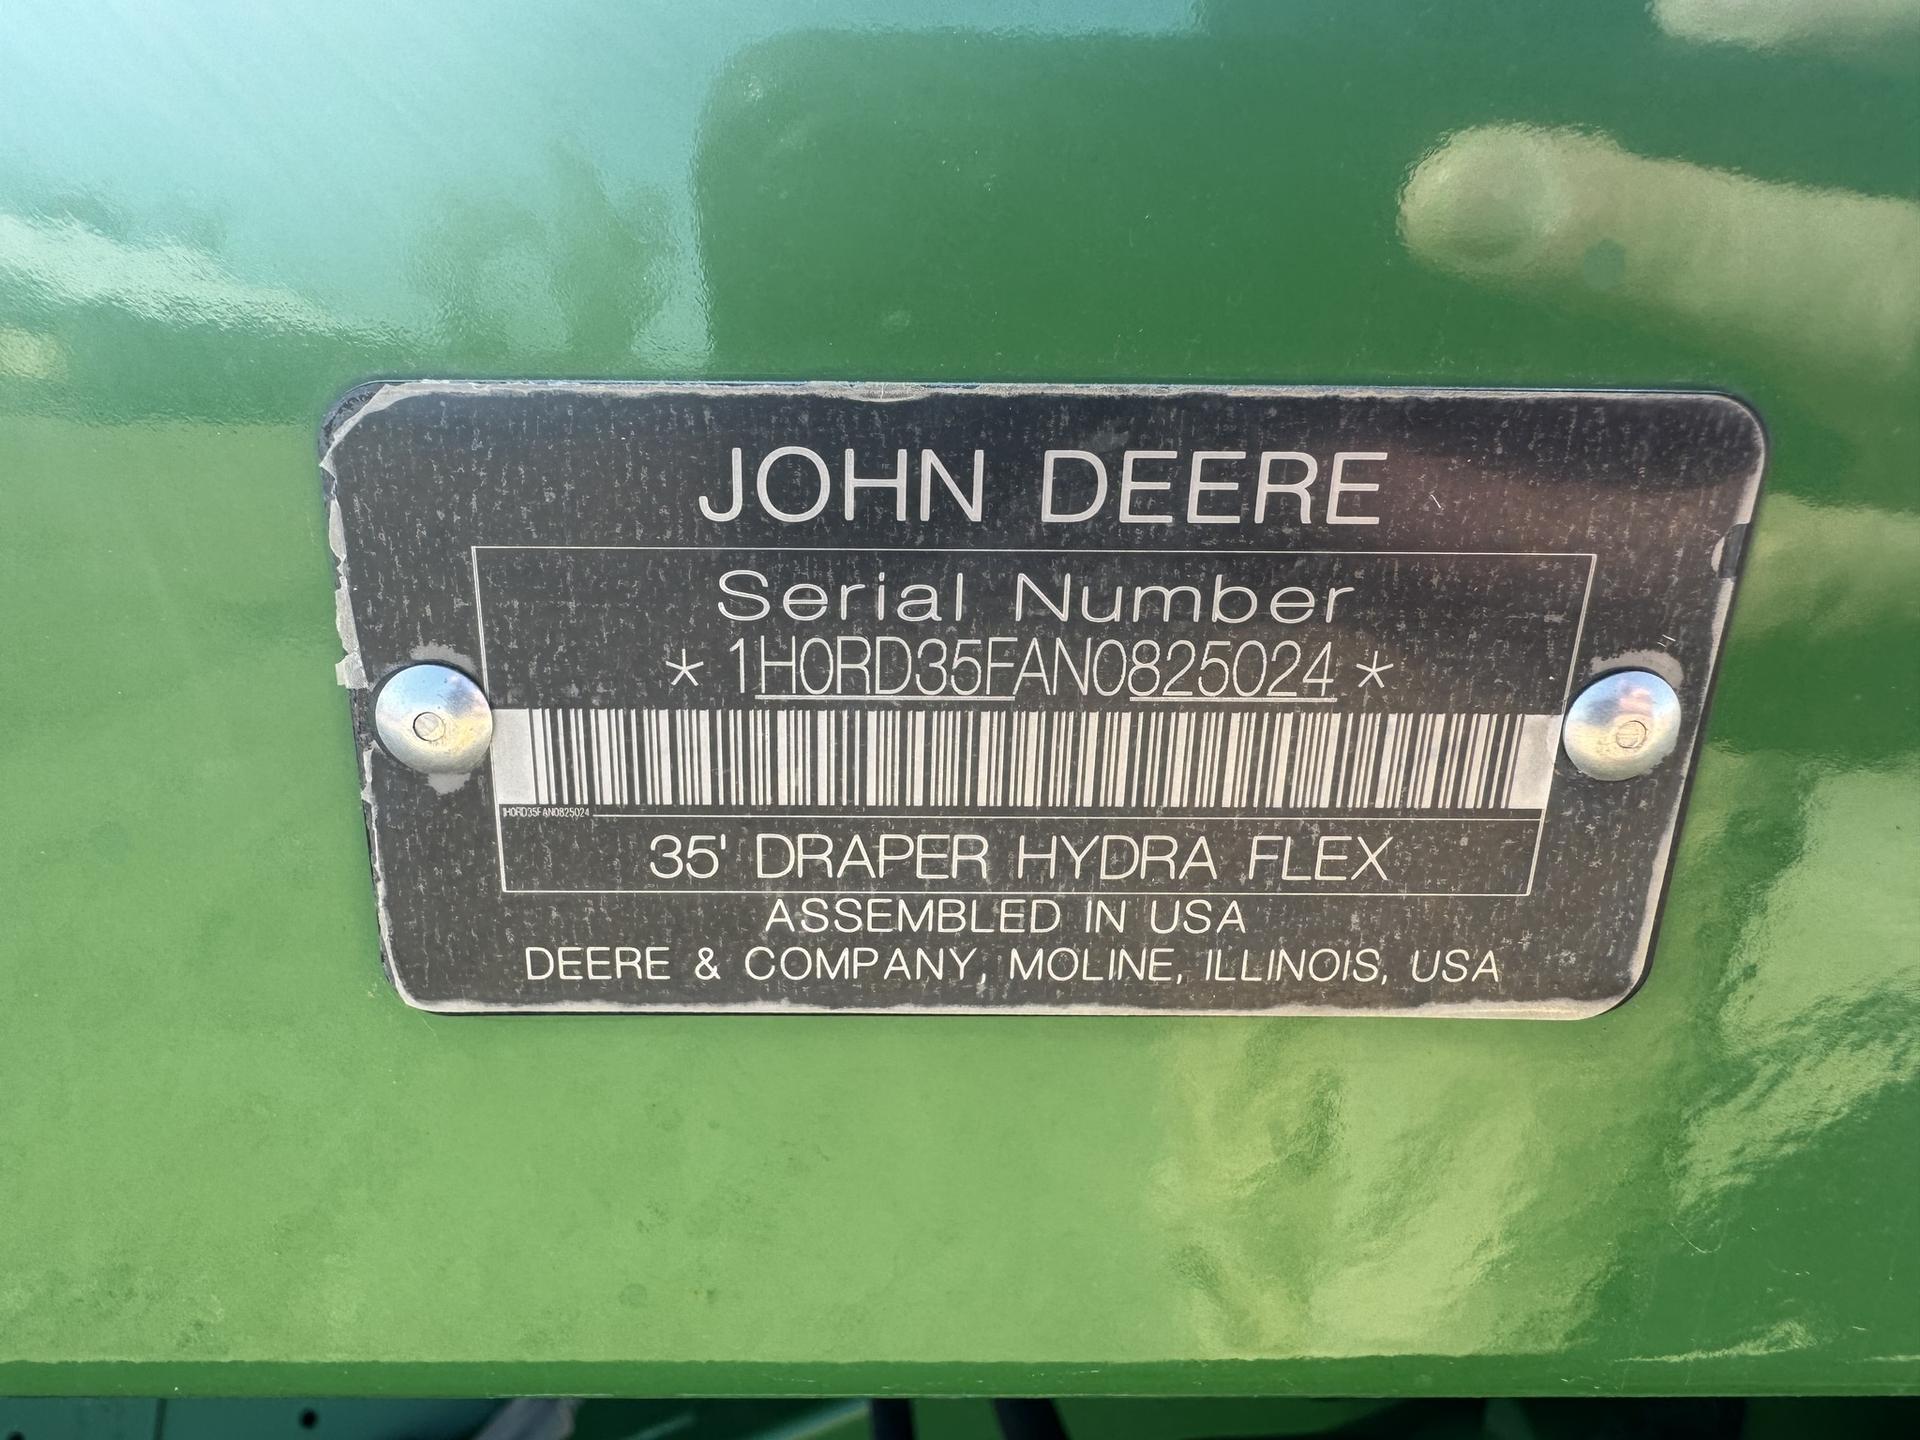 JOHN DEERE
Serial Number
* 1H0RD35FAN0825024 *
1H0RD35FAN0825024
35' DRAPER HYDRA FLEX
ASSEMBLED IN USA
DEERE & COMPANY, MOLINE, ILLINOIS, USA